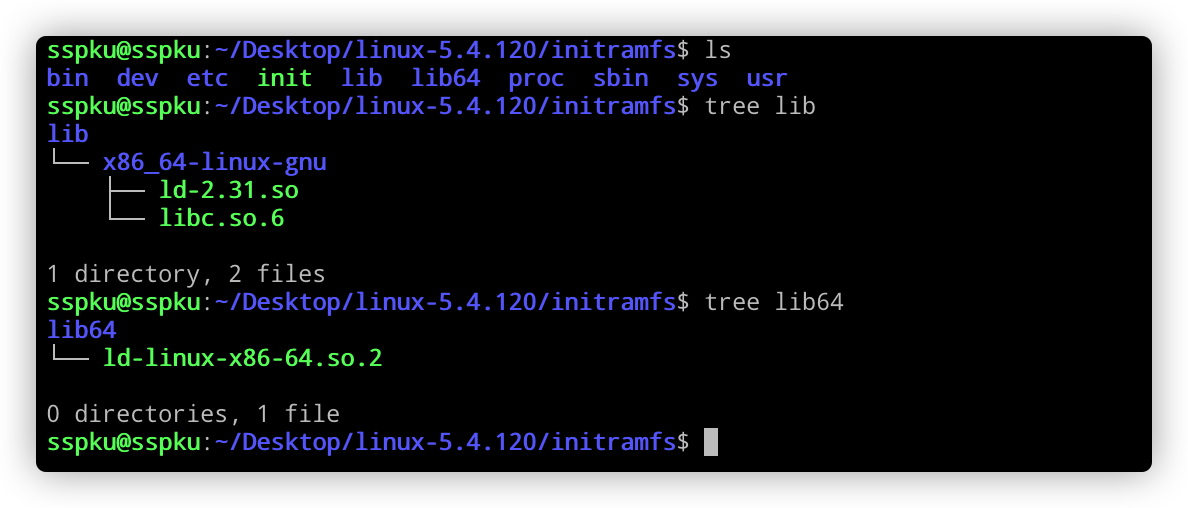 sspku@sspku:~/Desktop/linux-5.4.120/initramfs$ ls
bin  dev  etc  init  lib  lib64  proc  sbin  sys  usr
sspku@sspku:~/Desktop/linux-5.4.120/initramfs$ tree lib
lib
└── x86_64-linux-gnu
    ├── ld-2.31.so
    └── libc.so.6
1 directory, 2 files
sspku@sspku:~/Desktop/linux-5.4.120/initramfs$ tree lib64
lib64
└── ld-linux-x86-64.so.2
0 directories, 1 file
sspku@sspku:~/Desktop/linux-5.4.120/initramfs$